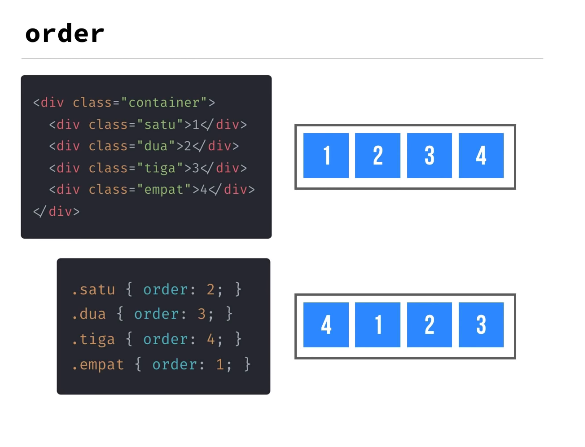 order
<div class="container">
<div class="satu">1</div>
<div class="dua">2</div>
<div class="tiga">3</div>
<div class="empat">4</div>
</div>
1 2 3 4
.satu { order: 2; }
.dua { order: 3; }
.tiga { order: 4; }
.empat { order: 1; }
4 1 2 3